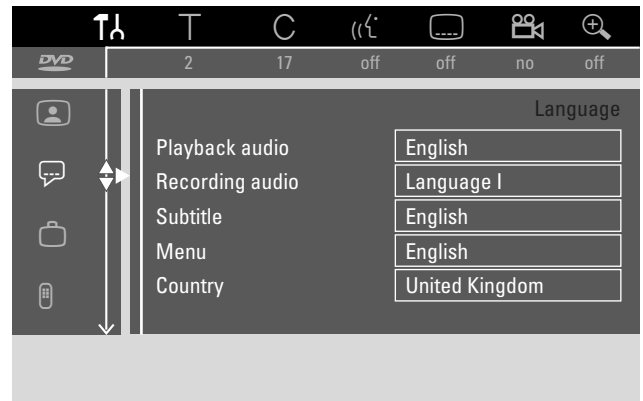 T C
DVD 2 17 off off no off
Language
Playback audio English
Recording audio Language I
Subtitle English
Menu English
Country United Kingdom